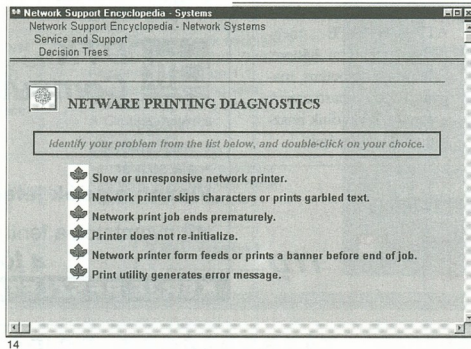 Network Support Encyclopedia - Systems
Network Support Encyclopedia - Network Systems
Service and Support
Decision Trees
NETWARE PRINTING DIAGNOSTICS
Identify your problem from the list below, and double-click on your choice.
Slow or unresponsive network printer.
Network printer skips characters or prints garbled text.
Network print job ends prematurely.
Printer does not re-initialize.
Network printer form feeds or prints a banner before end of job.
Print utility generates error message.
14